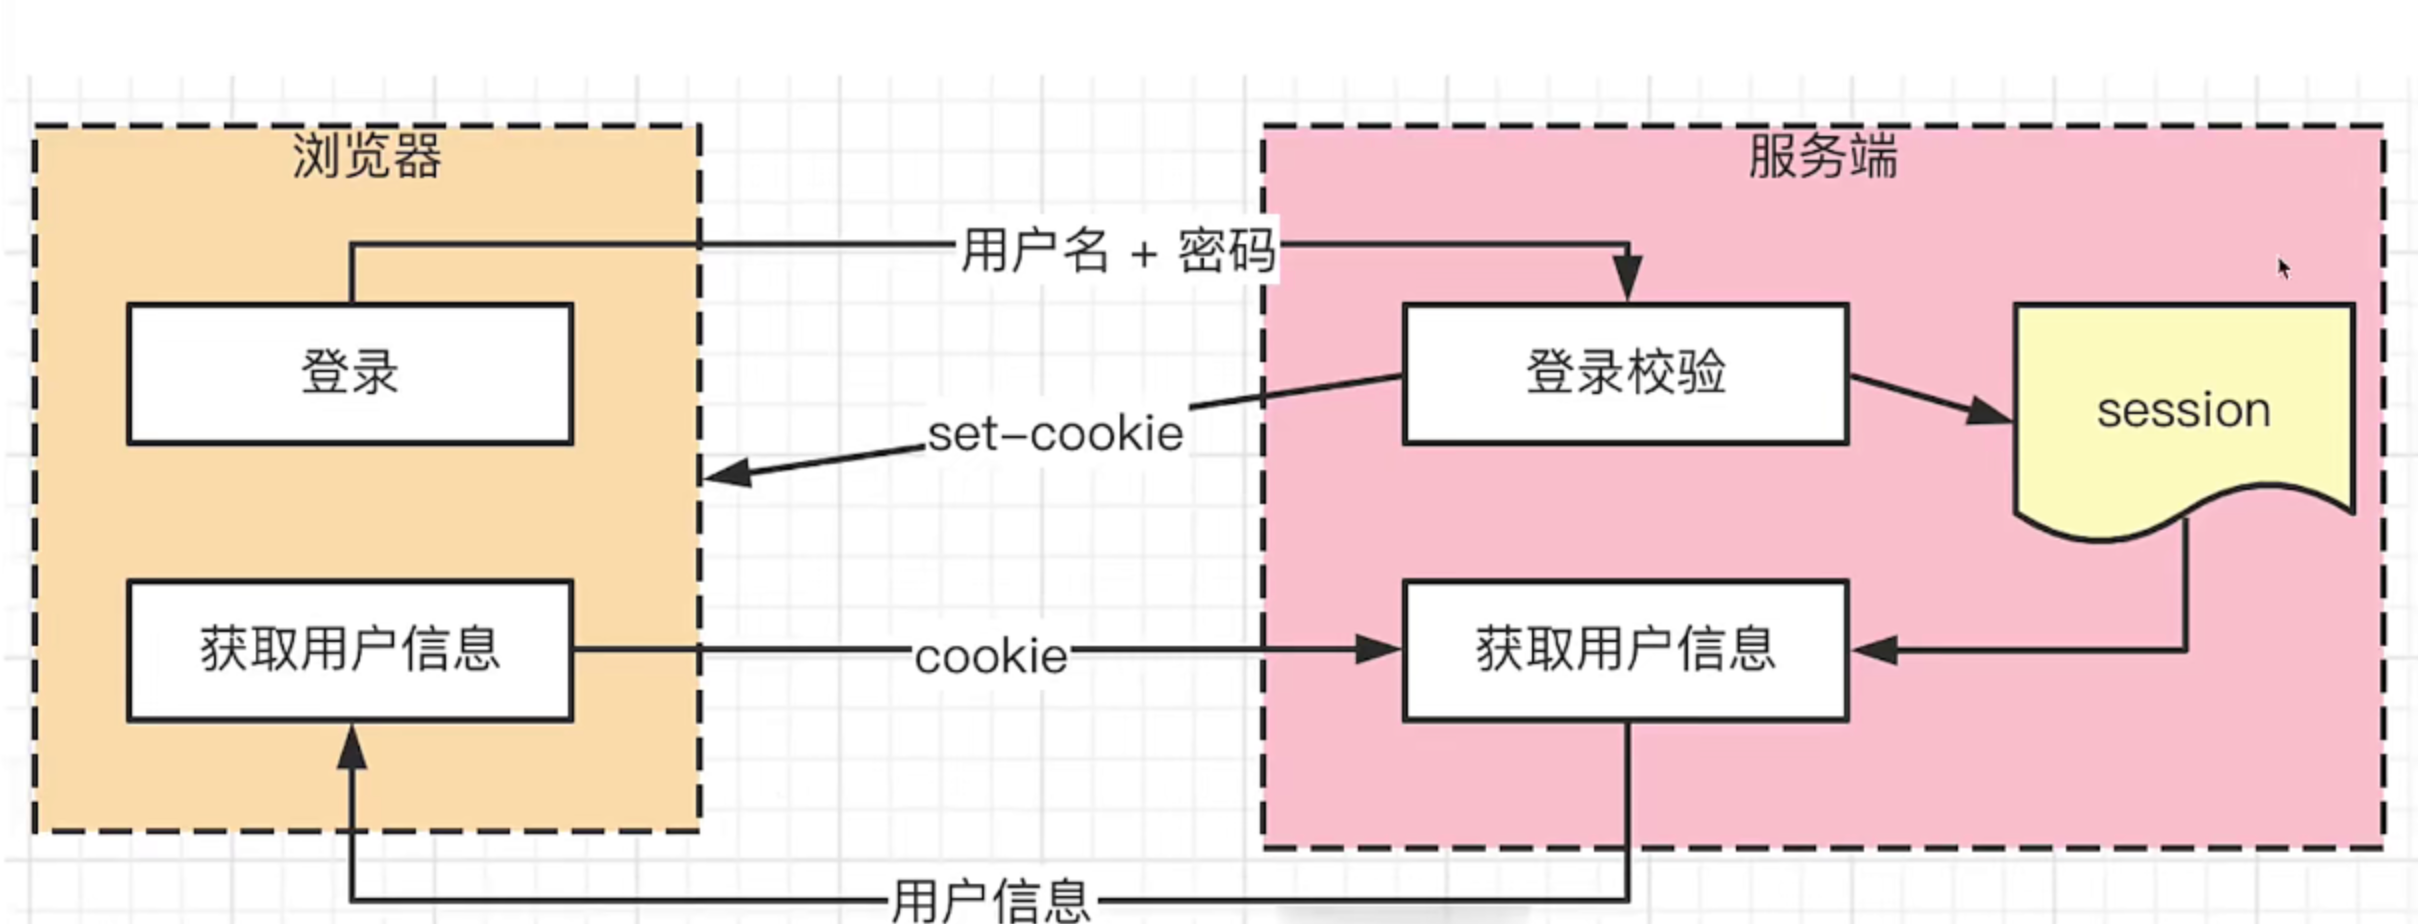 浏览器
服务端
用户名 + 密码
登录
登录校验
session
set-cookie
获取用户信息
cookie
获取用户信息
用户信息